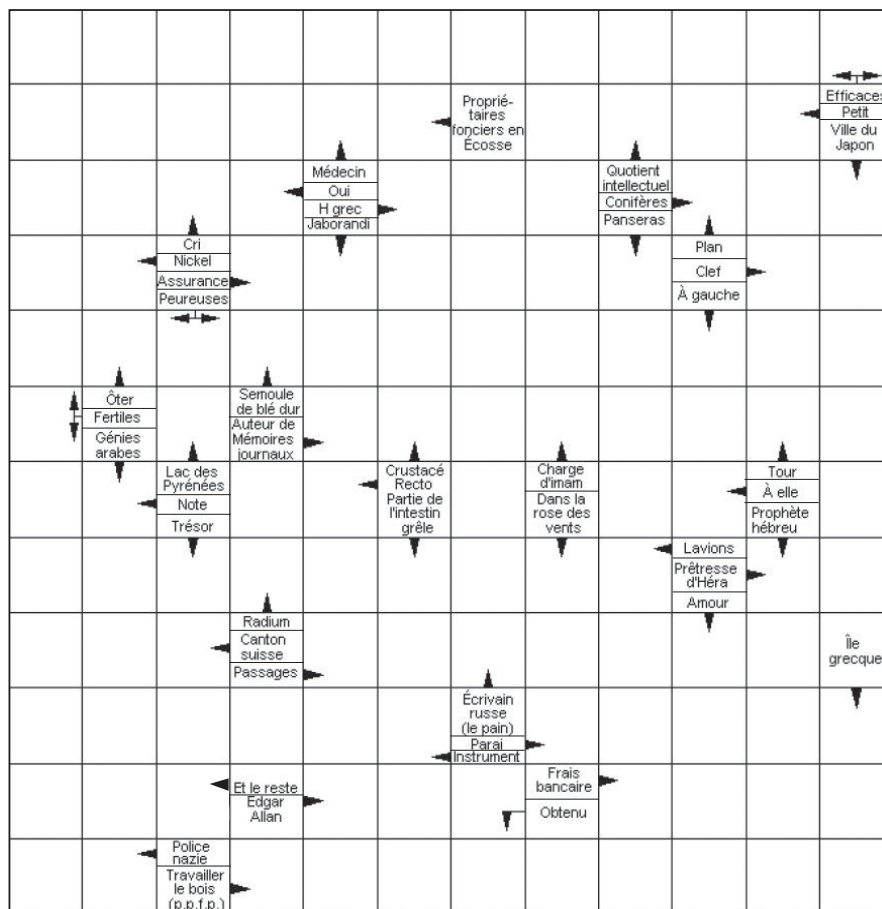 Proprié-
taires
fonciers en
Écosse
Efficaces
Petit
Ville du
Japon
Médecin
Oui
H grec
Jaborandi
Quotient
intellectuel
Conifères
Panseras
Cri
Nickel
Assurance
Peureuses
Plan
Clef
À gauche
Ôter
Fertiles
Génies
arabes
Semoule
de blé dur
Auteur de
Mémoires
journaux
Lac des
Pyrénées
Note
Trésor
Crustacé
Recto
Partie de
l'intestin
grêle
Charge
d'imam
Dans la
rose des
vents
Tour
À elle
Prophète
hébreu
Lavions
Prêtresse
d'Héra
Amour
Radium
Canton
suisse
Passages
Île
grecque
Écrivain
russe
(le pain)
Parai
Instrument
Et le reste
Edgar
Allan
Frais
bancaire
Obtenu
Police
nazie
Travailler
le bois
(p.p.f.p.)